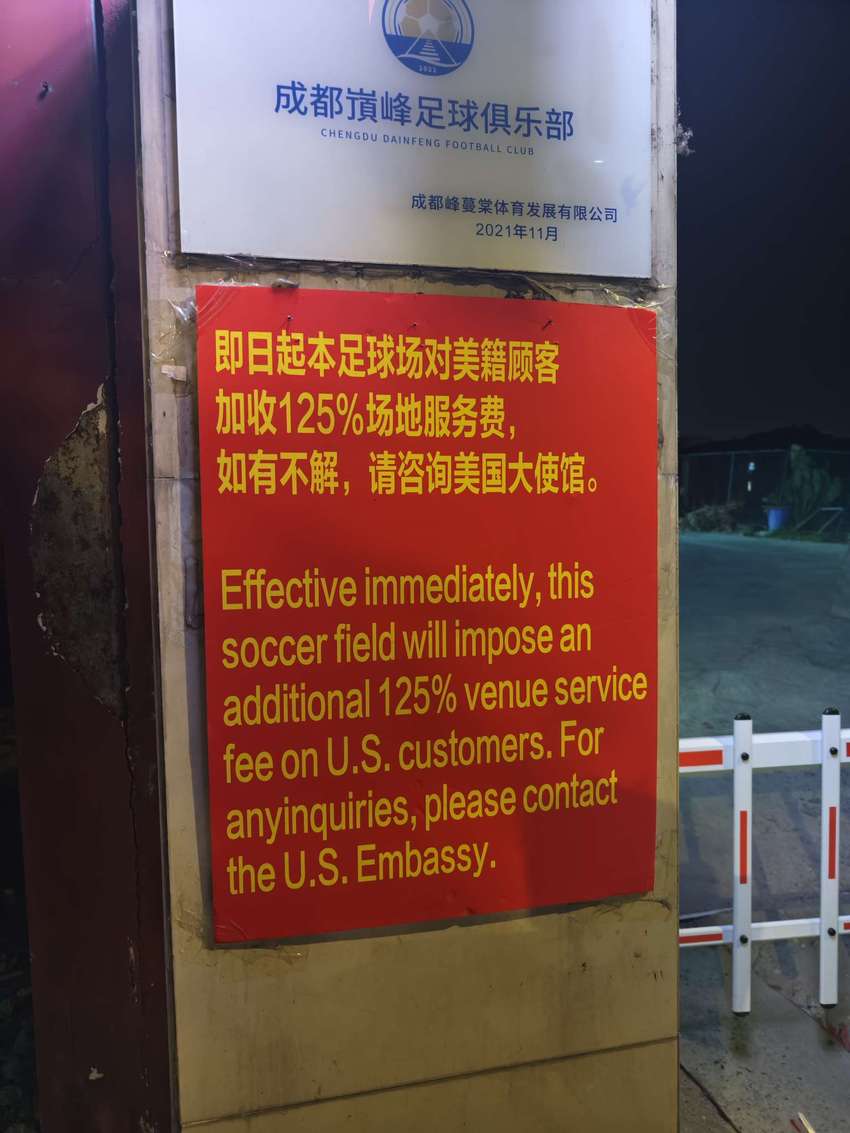 2021
成都嵿峰足球俱乐部
CHENGDU DAINFENG FOOTBALL CLUB
成都峰蔓棠体育发展有限公司
2021年11月
即日起本足球场对美籍顾客
加收125%场地服务费，
如有不解，请咨询美国大使馆。
Effective immediately, this
soccer field will impose an
additional 125% venue service
fee on U.S. customers. For
anyinquiries, please contact
the U.S. Embassy.